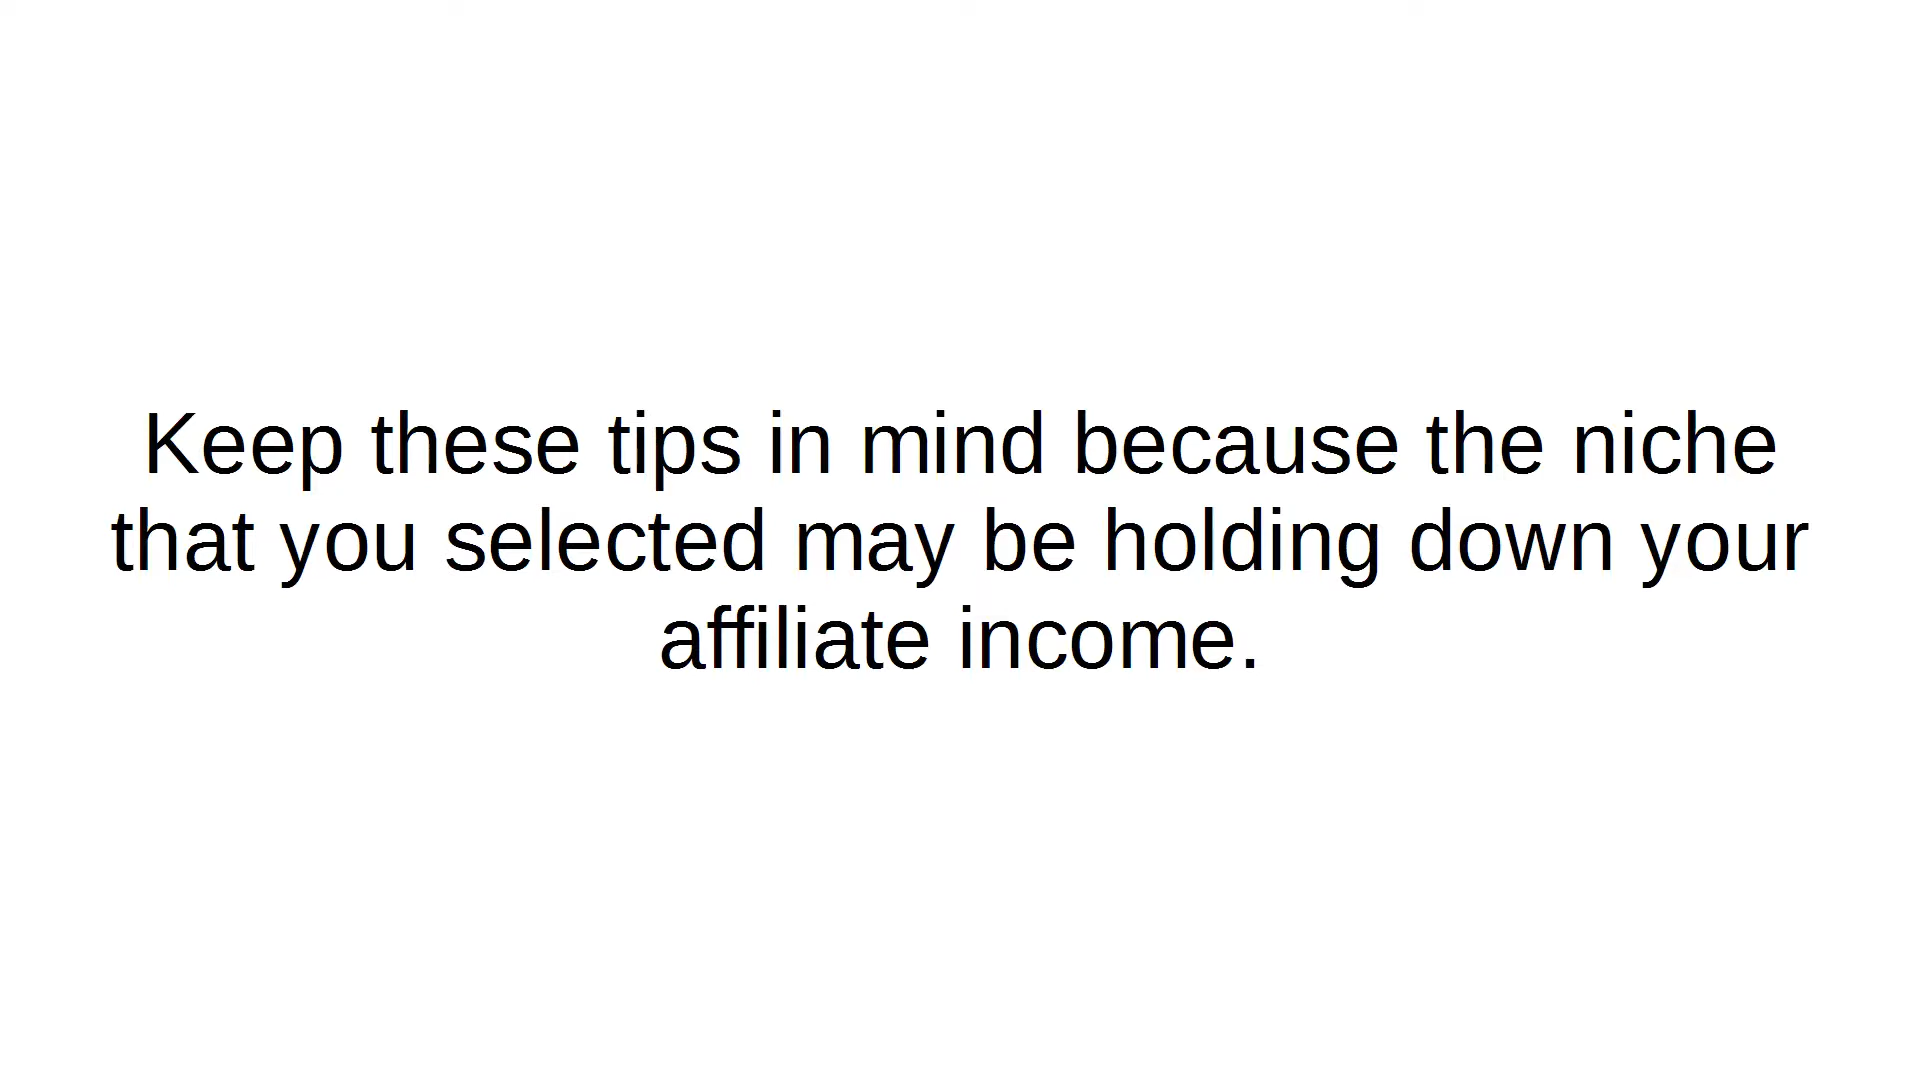 Keep these tips in mind because the niche
that you selected may be holding down your
affiliate income.